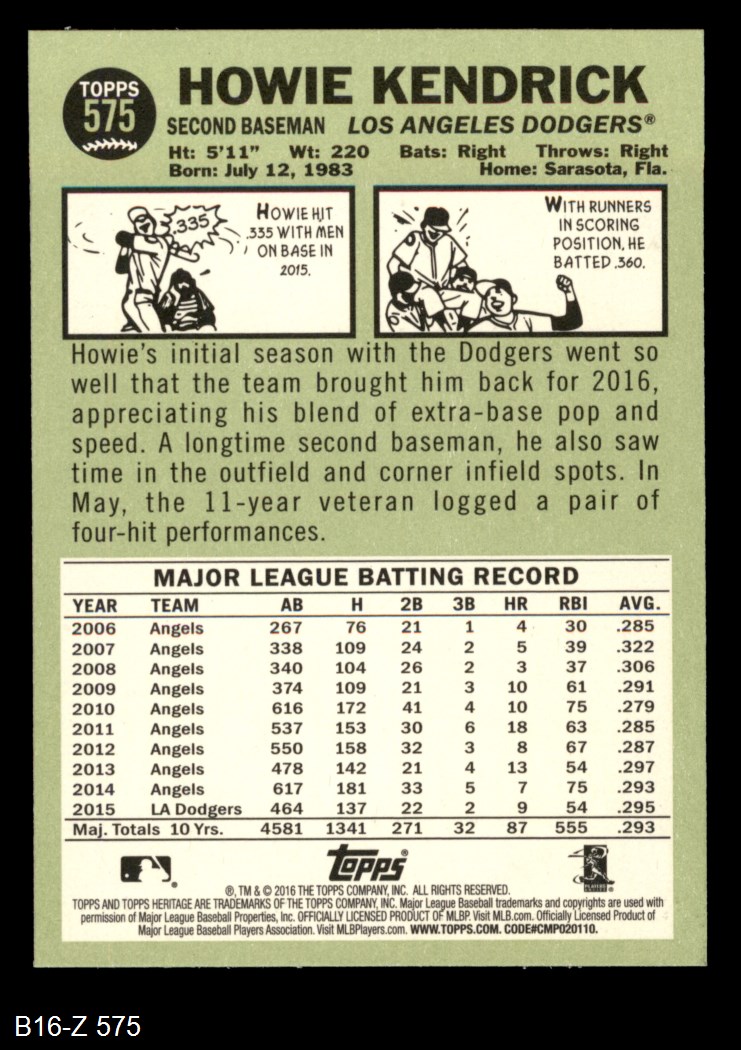 TOPPS
575
HOWIE KENDRICK
SECOND BASEMAN LOS ANGELES DODGERS®
Ht: 5'11" Wt: 220 Bats: Right Throws: Right
Born: July 12, 1983 Home: Sarasota, Fla.
.335
HOWIE HIT
.335 WITH MEN
ON BASE IN
2015.
WITH RUNNERS
IN SCORING
POSITION, HE
BATTED .360.
Howie's initial season with the Dodgers went so
well that the team brought him back for 2016,
appreciating his blend of extra-base pop and
speed. A longtime second baseman, he also saw
time in the outfield and corner infield spots. In
May, the 11-year veteran logged a pair of
four-hit performances.
MAJOR LEAGUE BATTING RECORD
YEAR TEAM AB H 2B 3B HR RBI AVG.
2006 Angels 267 76 21 1 4 30 .285
2007 Angels 338 109 24 2 5 39 .322
2008 Angels 340 104 26 2 3 37 .306
2009 Angels 374 109 21 3 10 61 .291
2010 Angels 616 172 41 4 10 75 .279
2011 Angels 537 153 30 6 18 63 .285
2012 Angels 550 158 32 3 8 67 .287
2013 Angels 478 142 21 4 13 54 .297
2014 Angels 617 181 33 5 7 75 .293
2015 LA Dodgers 464 137 22 2 9 54 .295
Maj. Totals 10 Yrs. 4581 1341 271 32 87 555 .293
Topps®
®, TM & © 2016 THE TOPPS COMPANY, INC. ALL RIGHTS RESERVED.
TOPPS AND TOPPS HERITAGE ARE TRADEMARKS OF THE TOPPS COMPANY, INC. Major League Baseball trademarks and copyrights are used with
permission of Major League Baseball Properties, Inc. OFFICIALLY LICENSED PRODUCT OF MLBP. Visit MLB.com. Officially Licensed Product of
Major League Baseball Players Association. Visit MLBPlayers.com. WWW.TOPPS.COM. CODE#CMP020110.
B16-Z 575